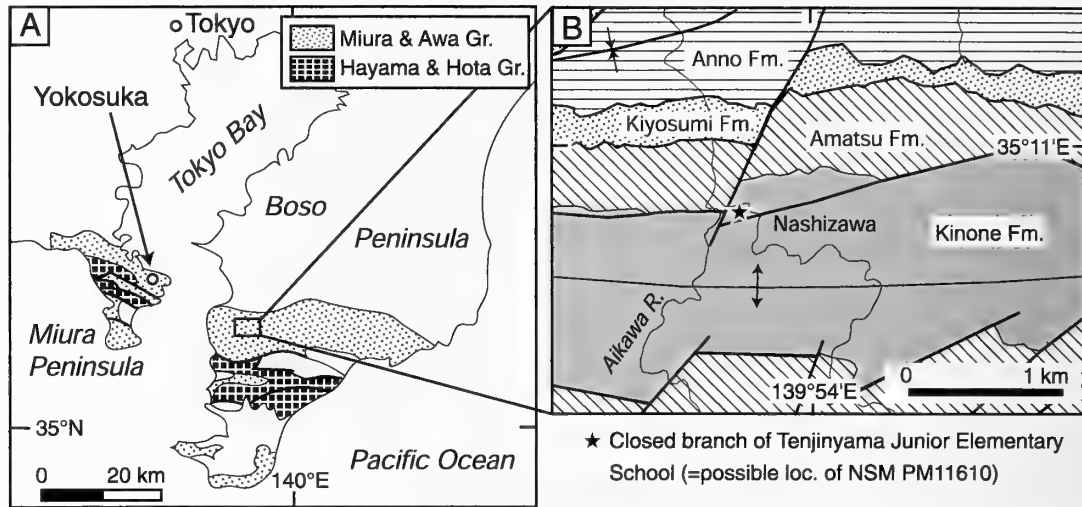 A
Tokyo
Miura & Awa Gr.
Hayama & Hota Gr.
Yokosuka
Tokyo Bay
Boso
Peninsula
Miura
Peninsula
35°N
0 20 km
140°E
Pacific Ocean
B
Anno Fm.
Kiyosumi Fm.
Amatsu Fm.
35°11'E
Nashizawa
Kinone Fm.
Aikawa R.
139°54'E
0 1 km
★ Closed branch of Tenjinyama Junior Elementary
School (=possible loc. of NSM PM11610)